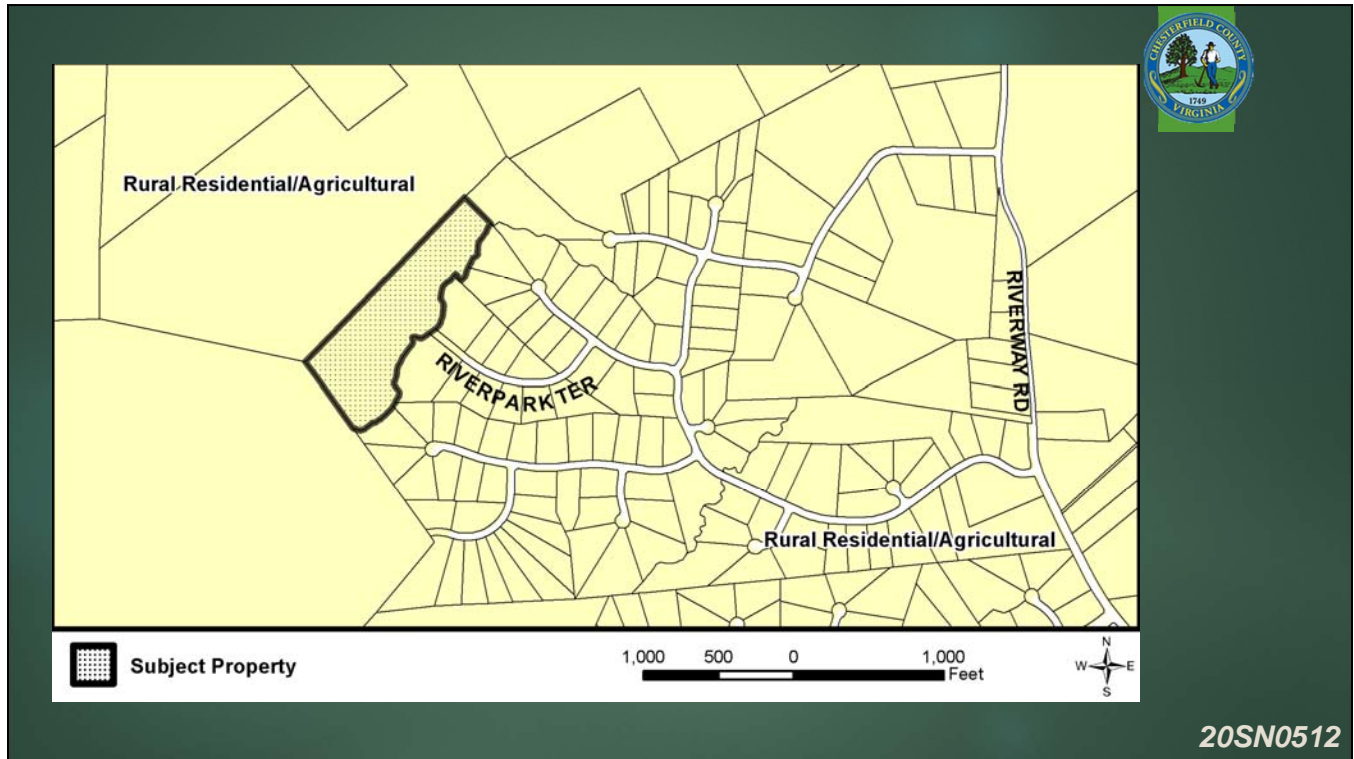 CHESTERFIELD COUNTY
1749
VIRGINIA
Rural Residential/Agricultural
RIVERWAY RD
RIVERPARK TER
Rural Residential/Agricultural
Subject Property
1,000 500 0 1,000
Feet
N
W E
S
20SN0512